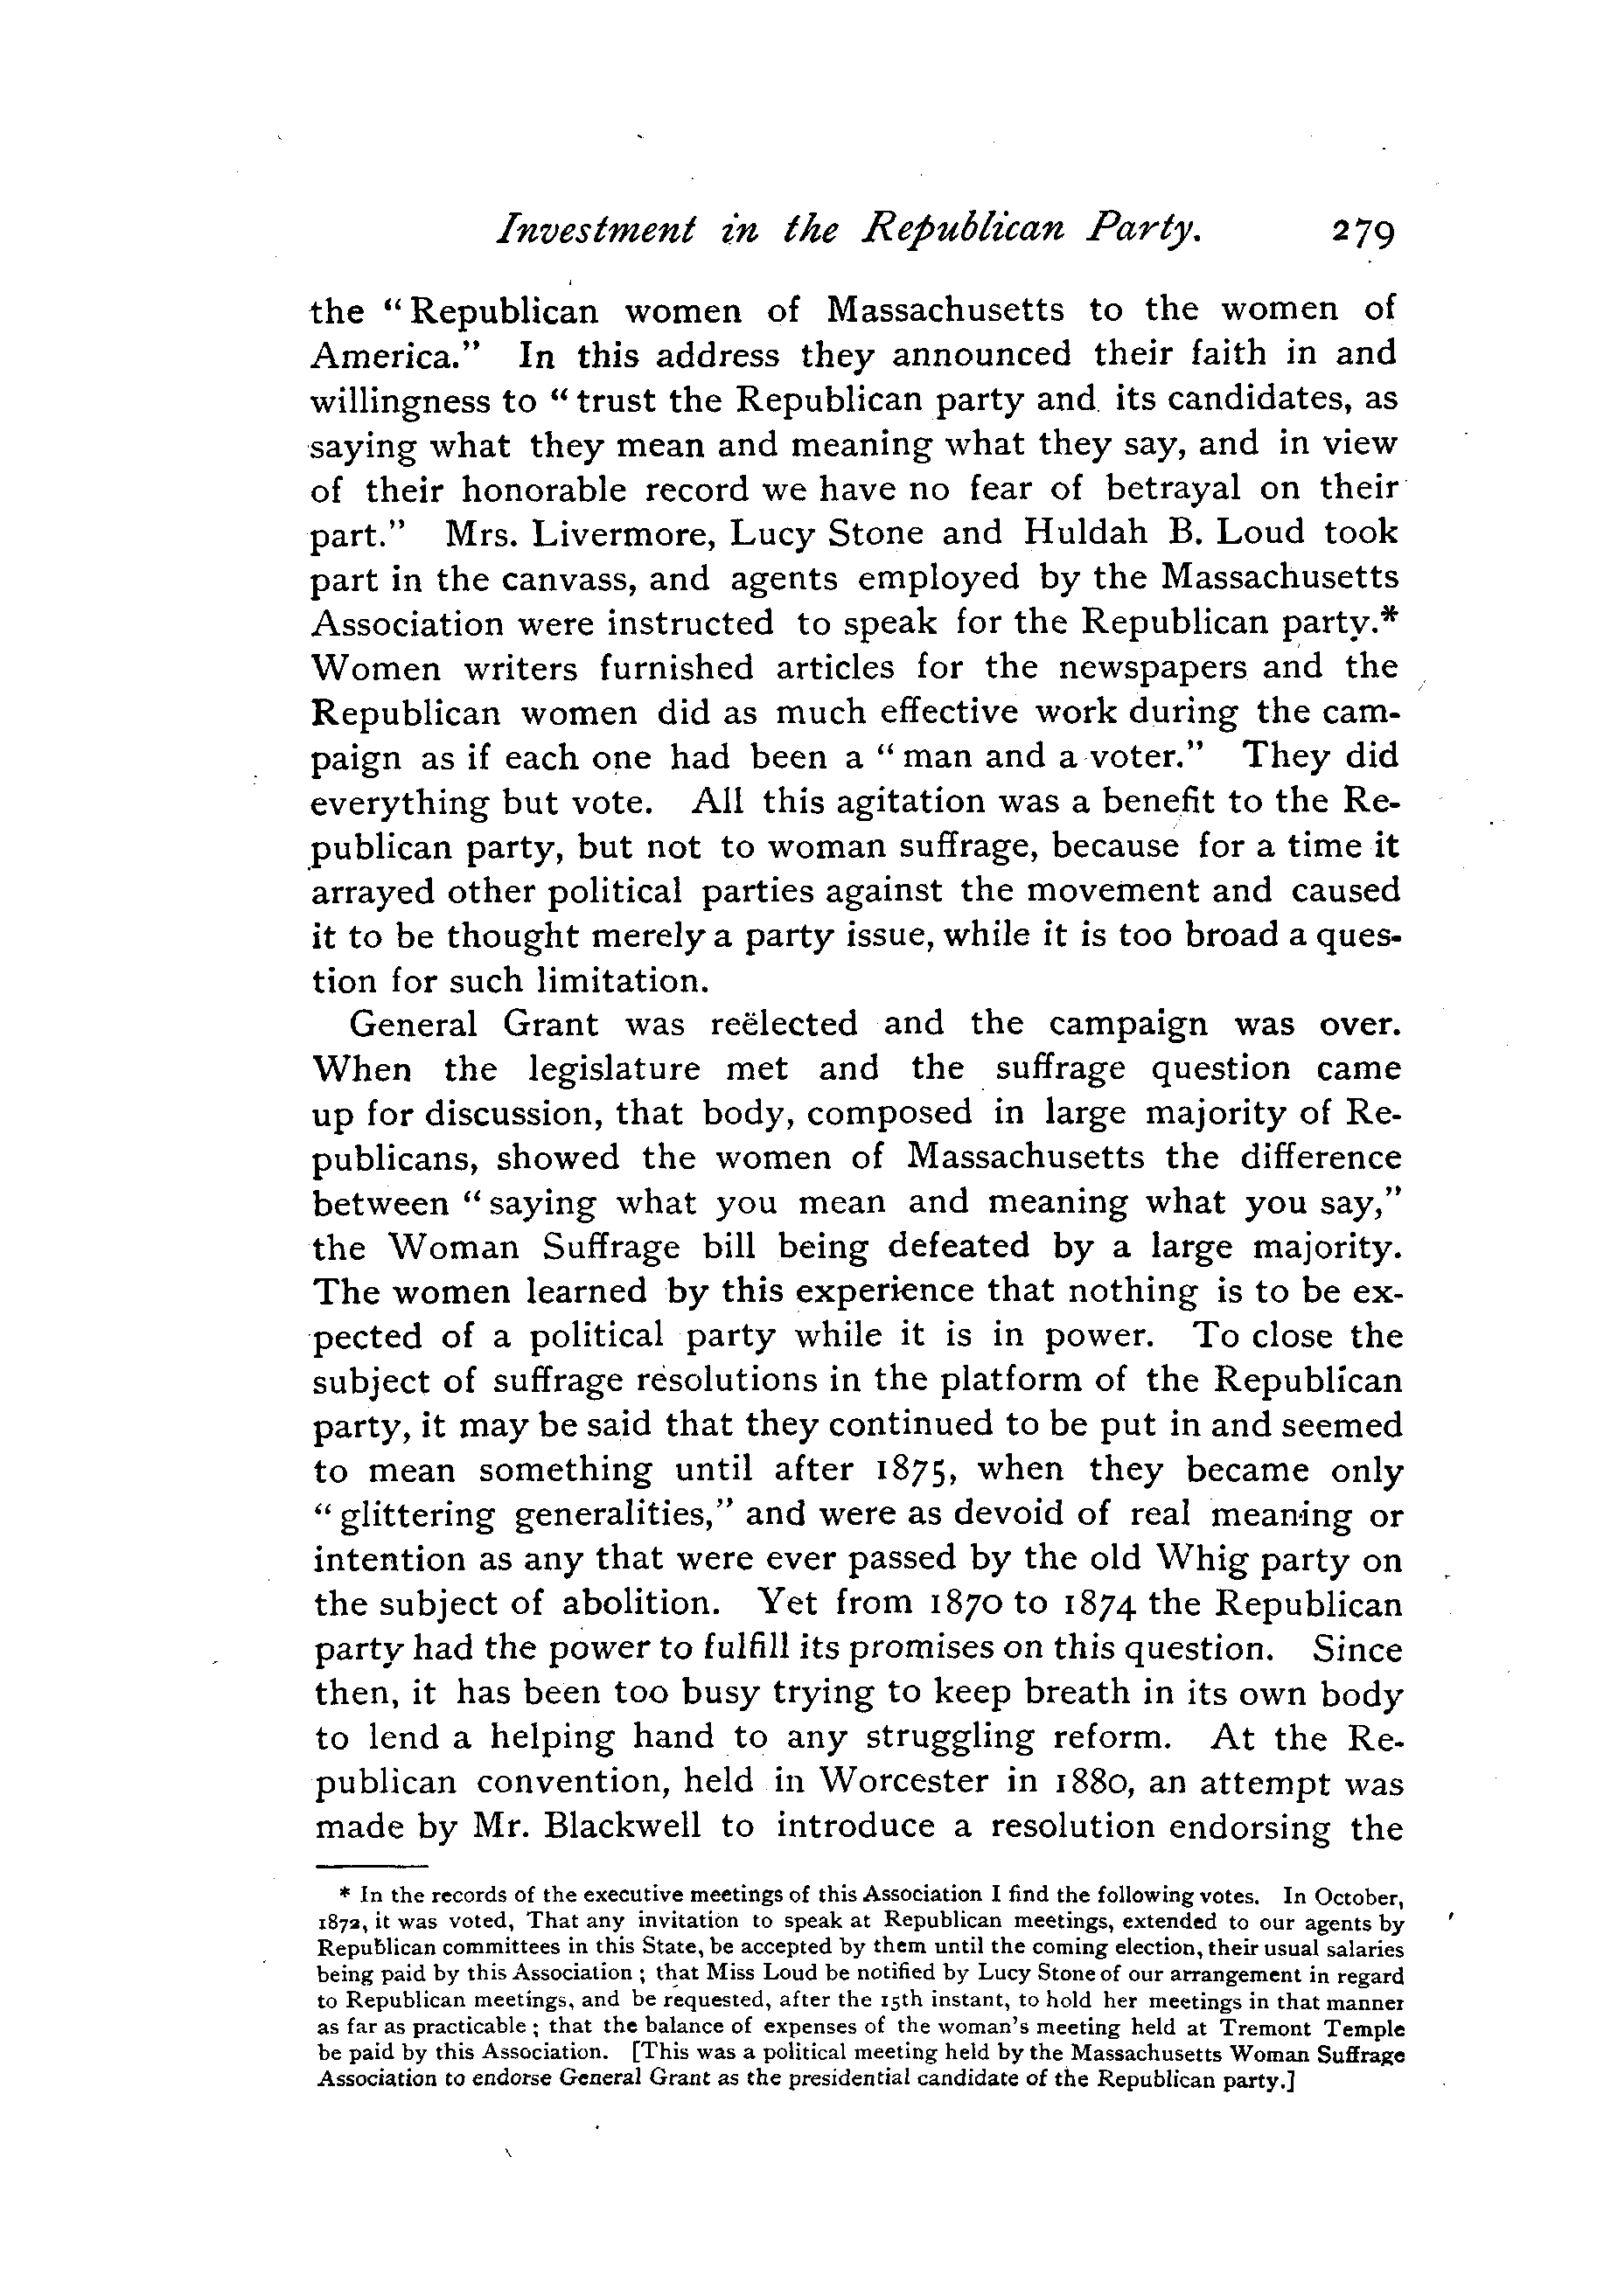 Investment in the Republican Party. 279
the “Republican women of Massachusetts to the women of
America.” In this address they announced their faith in and
willingness to “trust the Republican party and its candidates, as
saying what they mean and meaning what they say, and in view
of their honorable record we have no fear of betrayal on their
part.” Mrs. Livermore, Lucy Stone and Huldah B. Loud took
part in the canvass, and agents employed by the Massachusetts
Association were instructed to speak for the Republican party.*
Women writers furnished articles for the newspapers and the
Republican women did as much effective work during the cam-
paign as if each one had been a “man and a voter.” They did
everything but vote. All this agitation was a benefit to the Re-
publican party, but not to woman suffrage, because for a time it
arrayed other political parties against the movement and caused
it to be thought merely a party issue, while it is too broad a ques-
tion for such limitation.
General Grant was reëlected and the campaign was over.
When the legislature met and the suffrage question came
up for discussion, that body, composed in large majority of Re-
publicans, showed the women of Massachusetts the difference
between “saying what you mean and meaning what you say,”
the Woman Suffrage bill being defeated by a large majority.
The women learned by this experience that nothing is to be ex-
pected of a political party while it is in power. To close the
subject of suffrage resolutions in the platform of the Republican
party, it may be said that they continued to be put in and seemed
to mean something until after 1875, when they became only
“glittering generalities,” and were as devoid of real meaning or
intention as any that were ever passed by the old Whig party on
the subject of abolition. Yet from 1870 to 1874 the Republican
party had the power to fulfill its promises on this question. Since
then, it has been too busy trying to keep breath in its own body
to lend a helping hand to any struggling reform. At the Re-
publican convention, held in Worcester in 1880, an attempt was
made by Mr. Blackwell to introduce a resolution endorsing the
* In the records of the executive meetings of this Association I find the following votes. In October,
1872, it was voted, That any invitation to speak at Republican meetings, extended to our agents by
Republican committees in this State, be accepted by them until the coming election, their usual salaries
being paid by this Association; that Miss Loud be notified by Lucy Stone of our arrangement in regard
to Republican meetings, and be requested, after the 15th instant, to hold her meetings in that manner
as far as practicable; that the balance of expenses of the woman's meeting held at Tremont Temple
be paid by this Association. [This was a political meeting held by the Massachusetts Woman Suffrage
Association to endorse General Grant as the presidential candidate of the Republican party.]